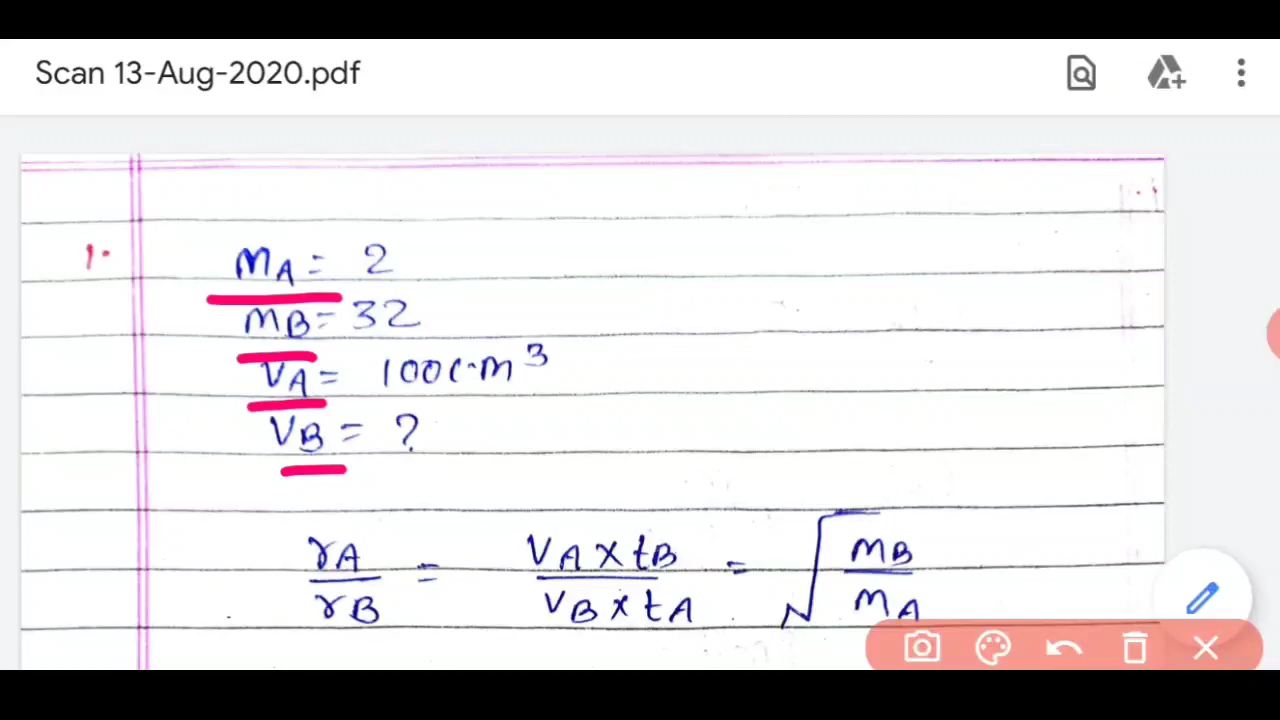 Scan 13-Aug-2020.pdf
1.
MA = 2
MB = 32
VA = 100 C.m³
VB = ?
rA/rB = VA x tB / VB x tA = √MB/MA